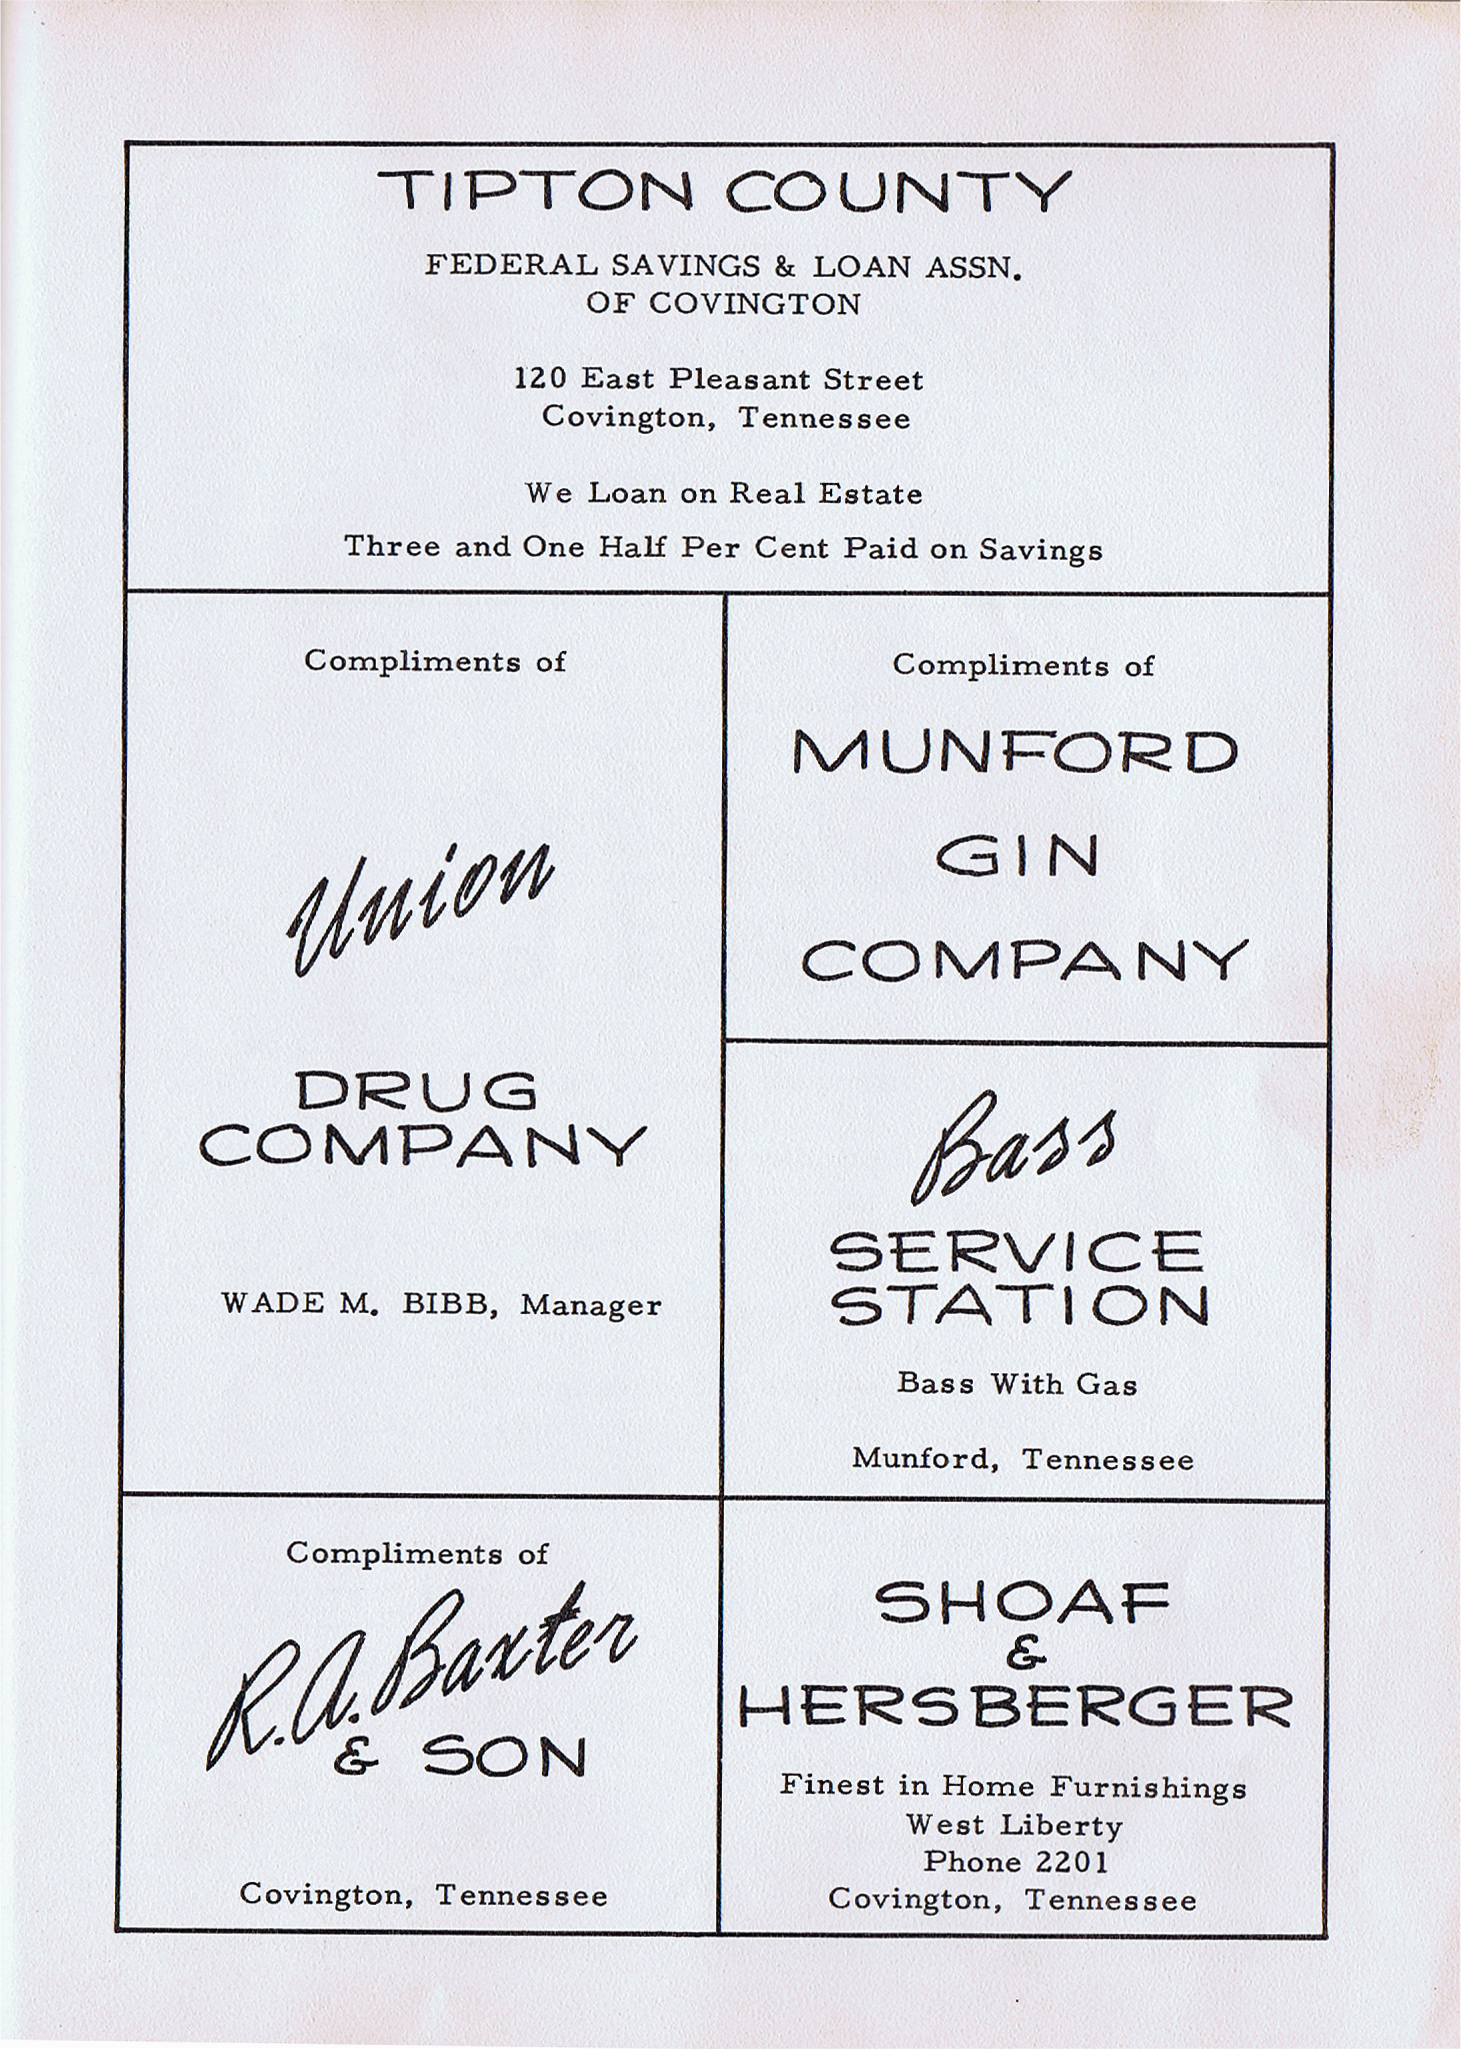 TIPTON COUNTY
FEDERAL SAVINGS & LOAN ASSN.
OF COVINGTON
120 East Pleasant Street
Covington, Tennessee
We Loan on Real Estate
Three and One Half Per Cent Paid on Savings
Compliments of
Union
DRUG
COMPANY
WADE M. BIBB, Manager
Compliments of
MUNFORD
GIN
COMPANY
Bass
SERVICE
STATION
Bass With Gas
Munford, Tennessee
Compliments of
R.A. Baxter
& SON
Covington, Tennessee
SHOAF
&
HERSBERGER
Finest in Home Furnishings
West Liberty
Phone 2201
Covington, Tennessee